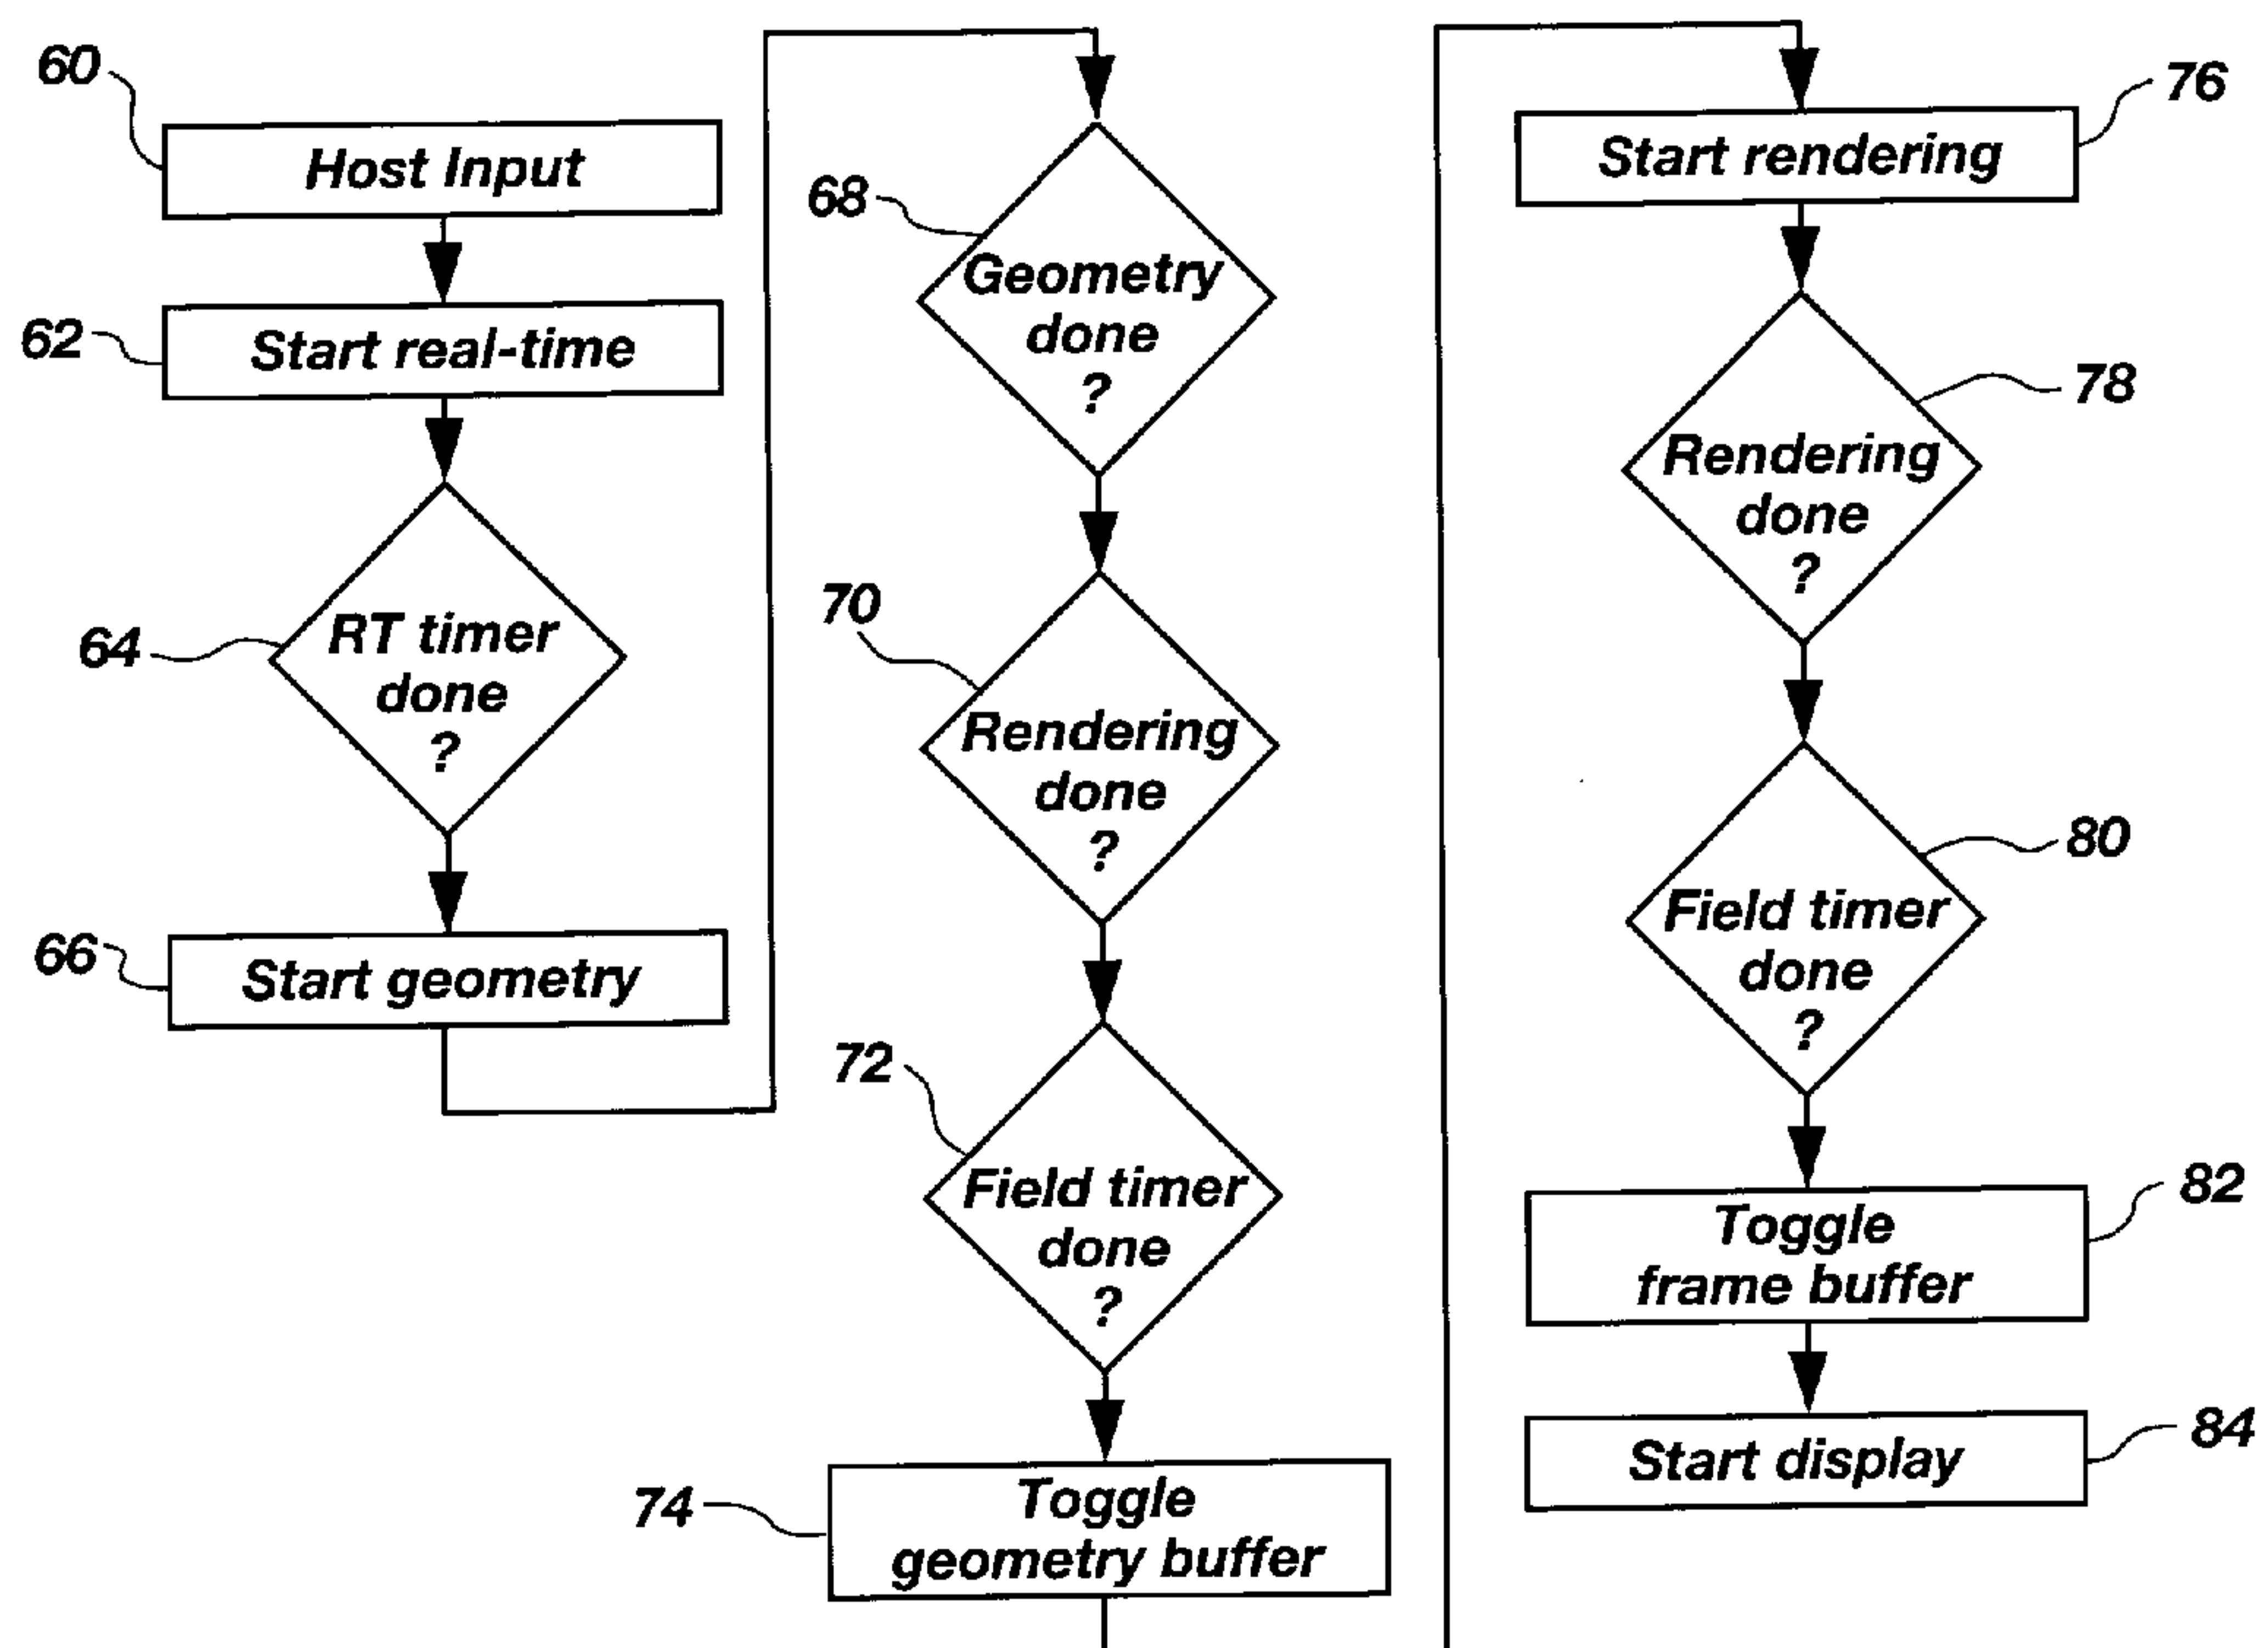 60
Host Input
62
Start real-time
64
RT timer
done
?
66
Start geometry
68
Geometry
done
?
70
Rendering
done
?
72
Field timer
done
?
74
Toggle
geometry buffer
76
Start rendering
78
Rendering
done
?
80
Field timer
done
?
82
Toggle
frame buffer
84
Start display